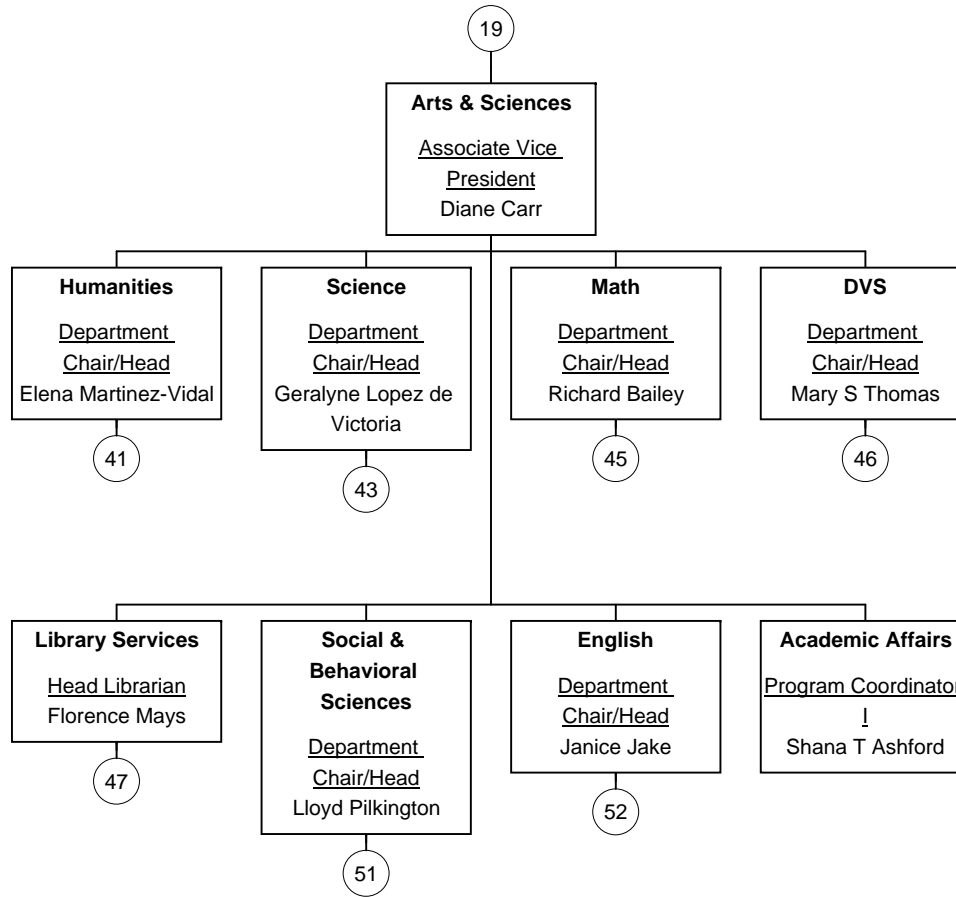 19
Arts & Sciences
Associate Vice
President
Diane Carr
Humanities
Department
Chair/Head
Elena Martinez-Vidal
41
Science
Department
Chair/Head
Geralyne Lopez de
Victoria
43
Math
Department
Chair/Head
Richard Bailey
45
DVS
Department
Chair/Head
Mary S Thomas
46
Library Services
Head Librarian
Florence Mays
47
Social &
Behavioral
Sciences
Department
Chair/Head
Lloyd Pilkington
51
English
Department
Chair/Head
Janice Jake
52
Academic Affairs
Program Coordinator
I
Shana T Ashford